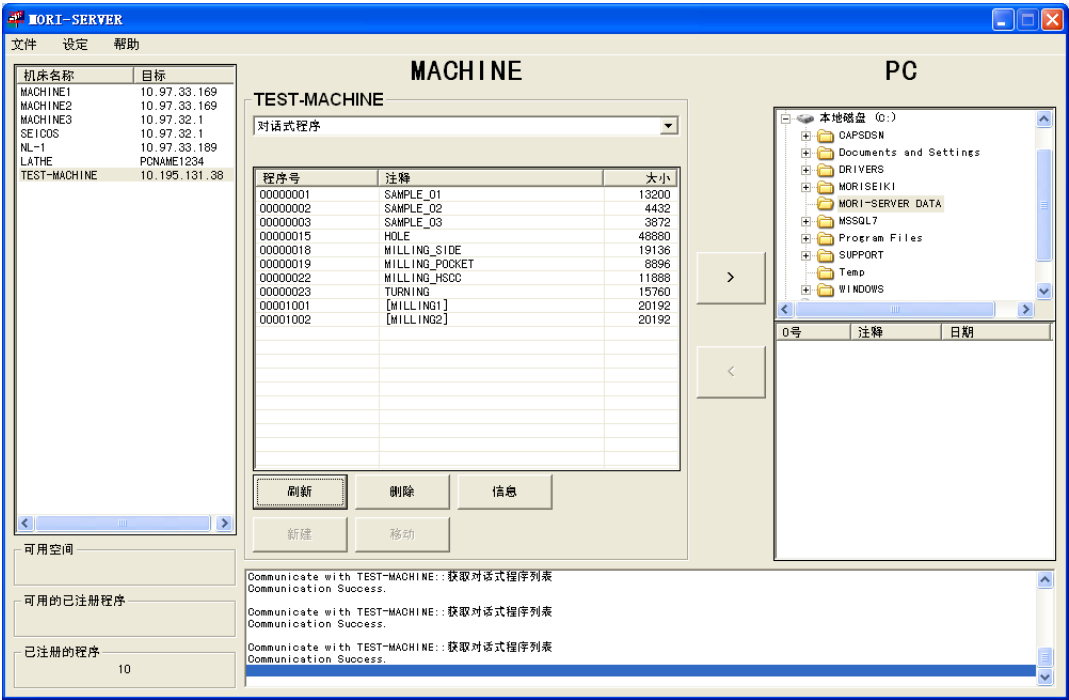 MORI-SERVER
文件 设定 帮助
机床名称 目标
MACHINE1 10.97.33.169
MACHINE2 10.97.33.169
MACHINE3 10.97.32.1
SEICOS 10.97.32.1
NL-1 10.97.33.189
LATHE PCNAME1234
TEST-MACHINE 10.195.131.38
可用空间
可用的已注册程序
已注册的程序
10
MACHINE
TEST-MACHINE
对话式程序
程序号 注释 大小
00000001 SAMPLE_01 13200
00000002 SAMPLE_02 4432
00000003 SAMPLE_03 3872
00000015 HOLE 48880
00000018 MILLING_SIDE 19136
00000019 MILLING_POCKET 8896
00000022 MILLING_HSCC 11888
00000023 TURNING 15760
00001001 [MILLING1] 20192
00001002 [MILLING2] 20192
刷新 删除 信息
新建 移动
>
<
PC
本地磁盘 (C:)
CAPSDSN
Documents and Settings
DRIVERS
MORISEIKI
MORI-SERVER DATA
MSSQL7
Program Files
SUPPORT
Temp
WINDOWS
O号 注释 日期
Communicate with TEST-MACHINE::获取对话式程序列表
Communication Success.
Communicate with TEST-MACHINE::获取对话式程序列表
Communication Success.
Communicate with TEST-MACHINE::获取对话式程序列表
Communication Success.